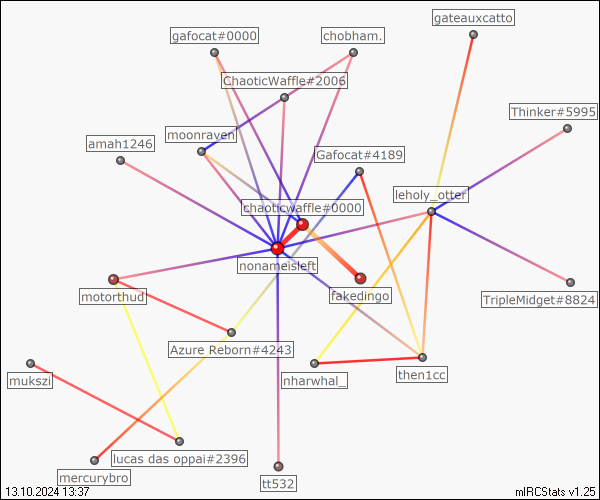 gateauxcatto
gafocat#0000
chobham.
ChaoticWaffle#2006
Thinker#5995
moonraven
amah1246
Gafocat#4189
leholy_otter
chaoticwaffle#0000
nonameisleft
motorthud
fakedingo
TripleMidget#8824
Azure Reborn#4243
mukszi
nharwhal_
then1cc
lucas das oppai#2396
mercurybro
tt532
13.10.2024 13:37
mIRCStats v1.25